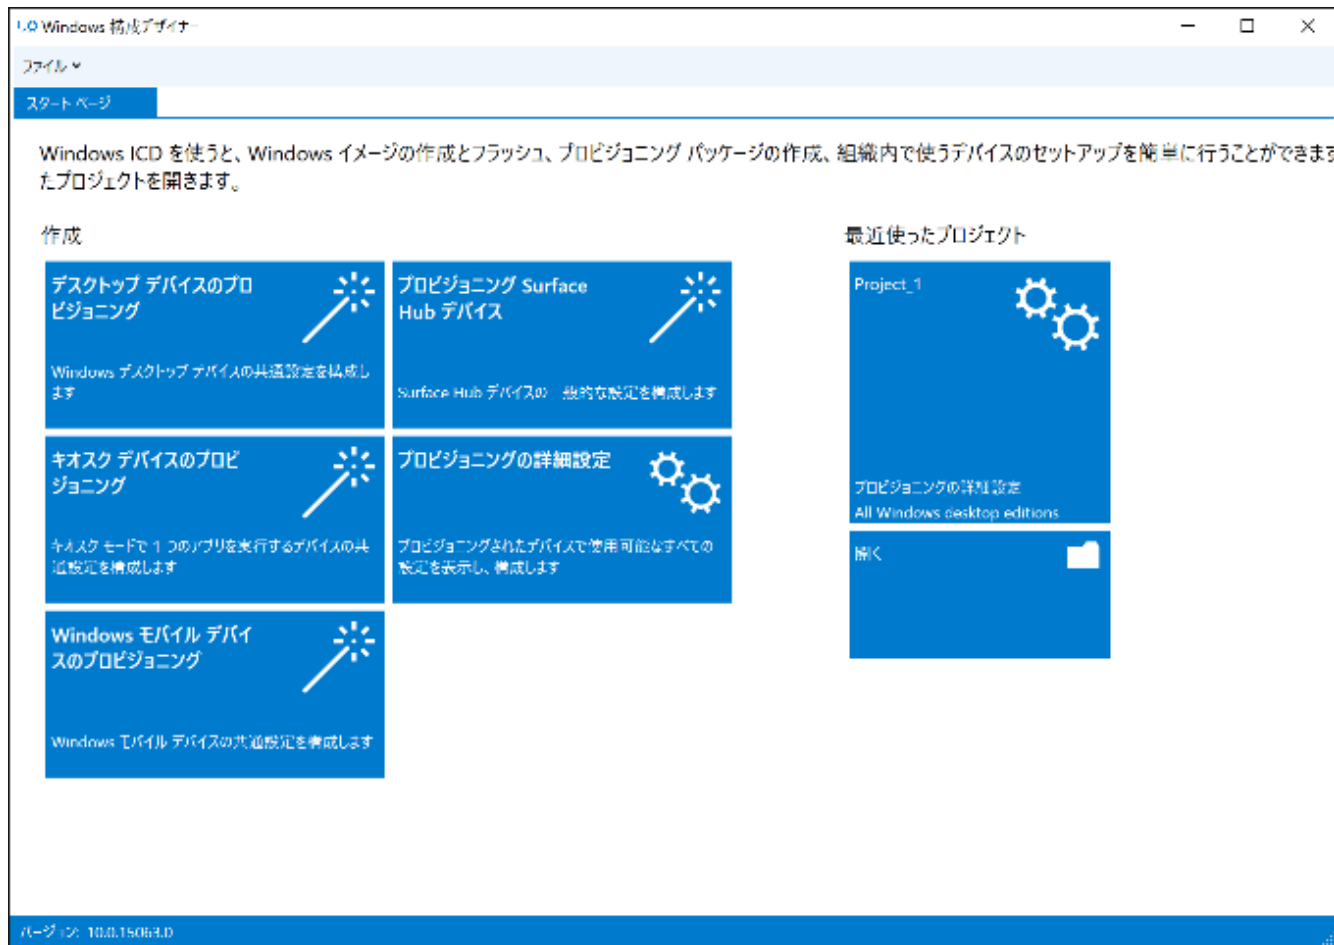 Windows 構成デザイナー
ファイル
スタート ページ
Windows ICD を使うと、Windows イメージの作成とフラッシュ、プロビジョニング パッケージの作成、組織内で使うデバイスのセットアップを簡単に行うことができます
たプロジェクトを開きます。
作成
デスクトップ デバイスのプロ
ビジョニング
Windows デスクトップ デバイスの共通設定を構成し
ます
プロビジョニング Surface
Hub デバイス
Surface Hub デバイスの一般的な設定を構成します
キオスク デバイスのプロビ
ジョニング
キオスク モードで 1 つのアプリを実行するデバイスの共
通設定を構成します
プロビジョニングの詳細設定
プロビジョニングされたデバイスで使用可能なすべての
設定を表示し、構成します
Windows モバイル デバイ
スのプロビジョニング
Windows モバイル デバイスの共通設定を構成します
最近使ったプロジェクト
Project_1
プロビジョニングの詳細設定
All Windows desktop editions
開く
バージョン: 10.0.15063.0